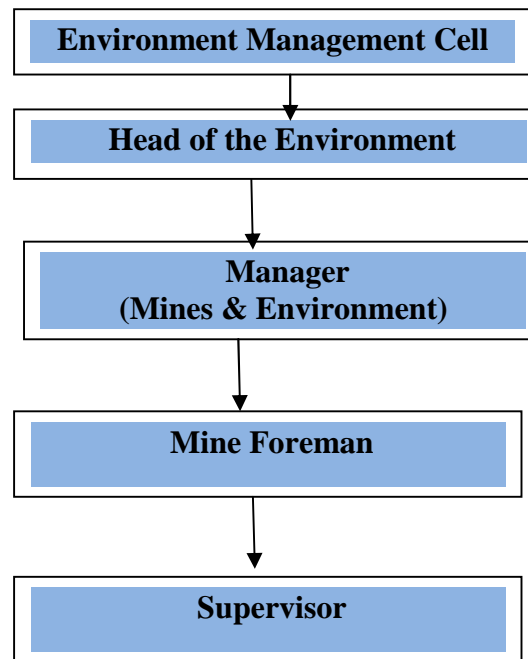 Environment Management Cell
Head of the Environment
Manager
(Mines & Environment)
Mine Foreman
Supervisor